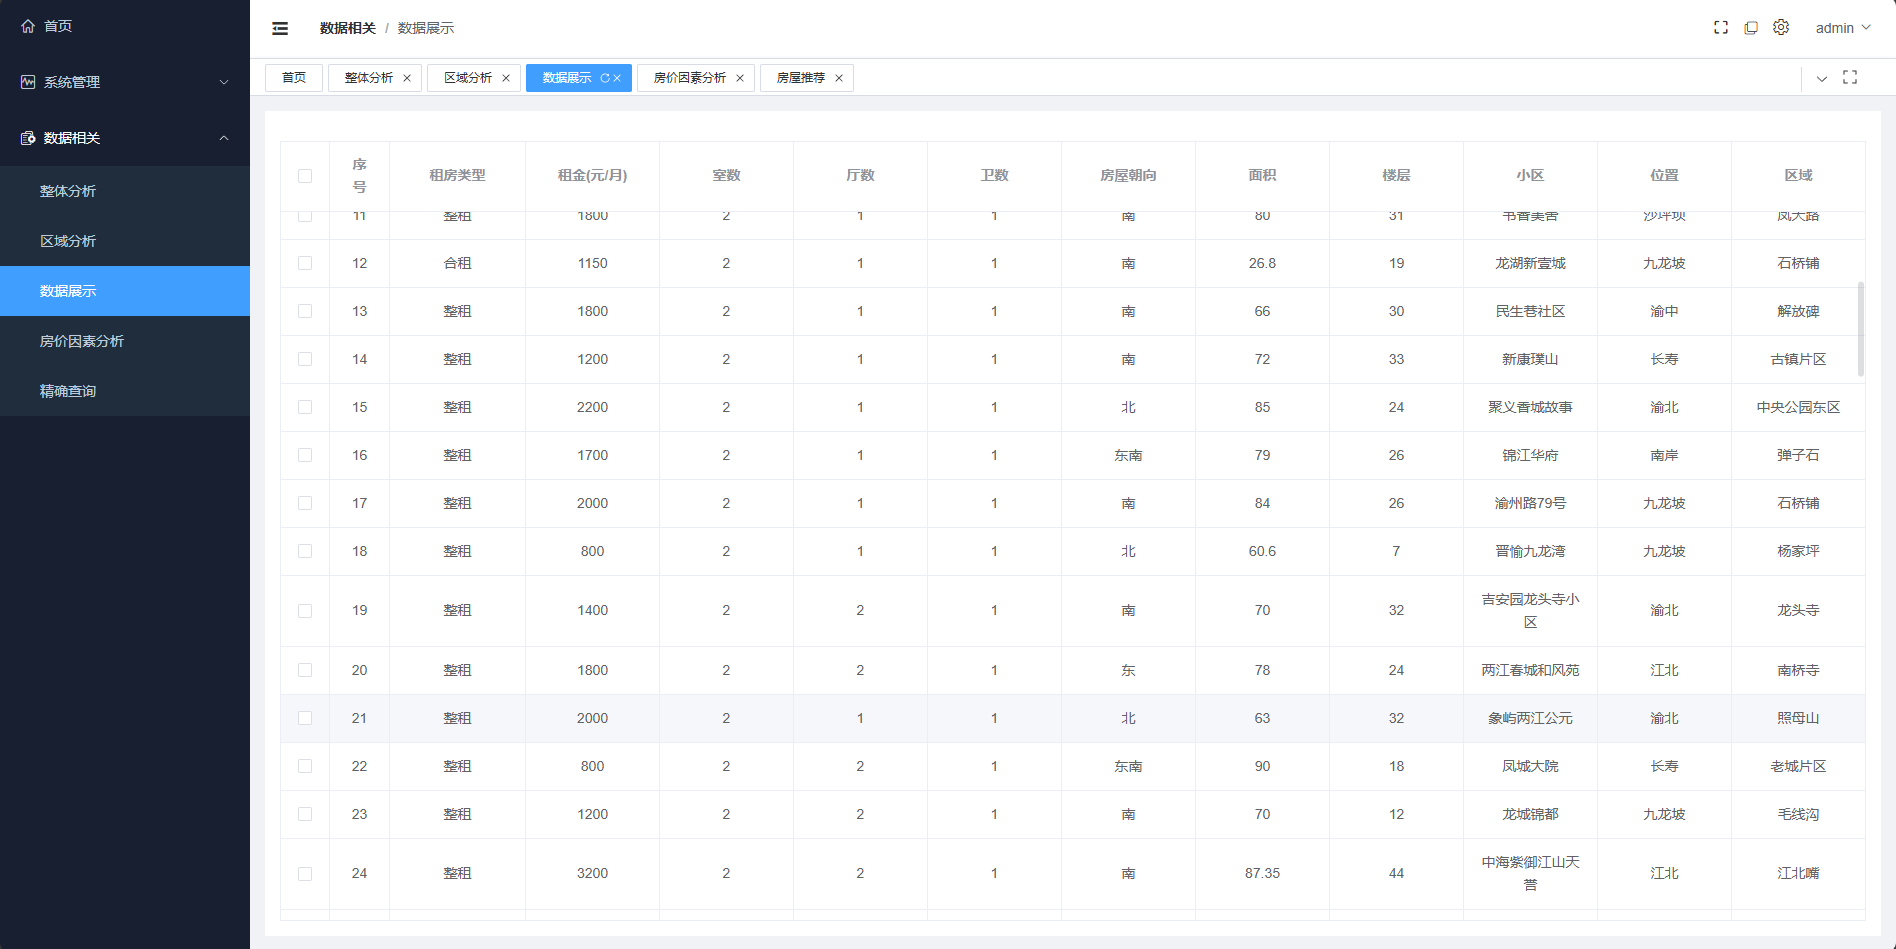 首页
系统管理
数据相关
整体分析
区域分析
数据展示
房价因素分析
精确查询
数据相关 / 数据展示
admin
首页 整体分析 区域分析 数据展示 房价因素分析 房屋推荐
序号 租房类型 租金(元/月) 室数 厅数 卫数 房屋朝向 面积 楼层 小区 位置 区域
11 整租 1800 2 1 1 南 80 31 书香美舍 沙坪坝 凤天路
12 合租 1150 2 1 1 南 26.8 19 龙湖新壹城 九龙坡 石桥铺
13 整租 1800 2 1 1 南 66 30 民生巷社区 渝中 解放碑
14 整租 1200 2 1 1 南 72 33 新康璞山 长寿 古镇片区
15 整租 2200 2 1 1 北 85 24 聚义香城故事 渝北 中央公园东区
16 整租 1700 2 1 1 东南 79 26 锦江华府 南岸 弹子石
17 整租 2000 2 1 1 南 84 26 渝州路79号 九龙坡 石桥铺
18 整租 800 2 1 1 北 60.6 7 晋愉九龙湾 九龙坡 杨家坪
19 整租 1400 2 2 1 南 70 32 吉安园龙头寺小区 渝北 龙头寺
20 整租 1800 2 2 1 东 78 24 两江春城和风苑 江北 南桥寺
21 整租 2000 2 1 1 北 63 32 象屿两江公元 渝北 照母山
22 整租 800 2 2 1 东南 90 18 凤城大院 长寿 老城片区
23 整租 1200 2 2 1 南 70 12 龙城锦都 九龙坡 毛线沟
24 整租 3200 2 2 1 南 87.35 44 中海紫御江山天誉 江北 江北嘴